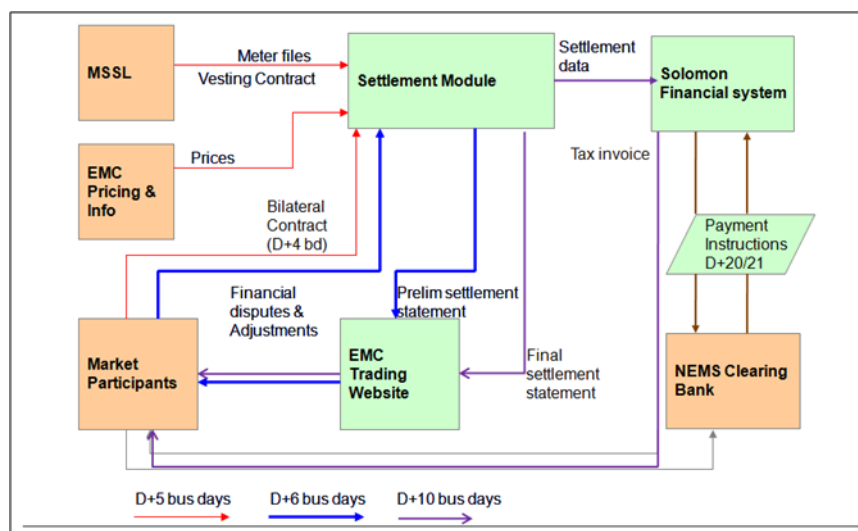 MSSL
Meter files
Vesting Contract
Settlement Module
Settlement
data
Solomon
Financial system
EMC
Pricing &
Info
Prices
Tax invoice
Bilateral
Contract
(D+4 bd)
Payment
Instructions
D+20/21
Financial
disputes &
Adjustments
Prelim settlement
statement
Market
Participants
EMC
Trading
Website
Final
settlement
statement
NEMS Clearing
Bank
D+5 bus days
D+6 bus days
D+10 bus days